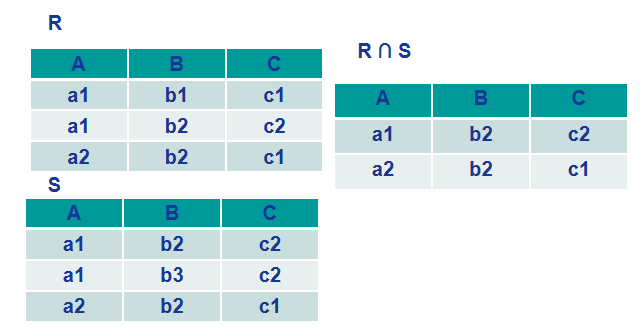 R
A B C
a1 b1 c1
a1 b2 c2
a2 b2 c1
S
A B C
a1 b2 c2
a1 b3 c2
a2 b2 c1
R ∩ S
A B C
a1 b2 c2
a2 b2 c1